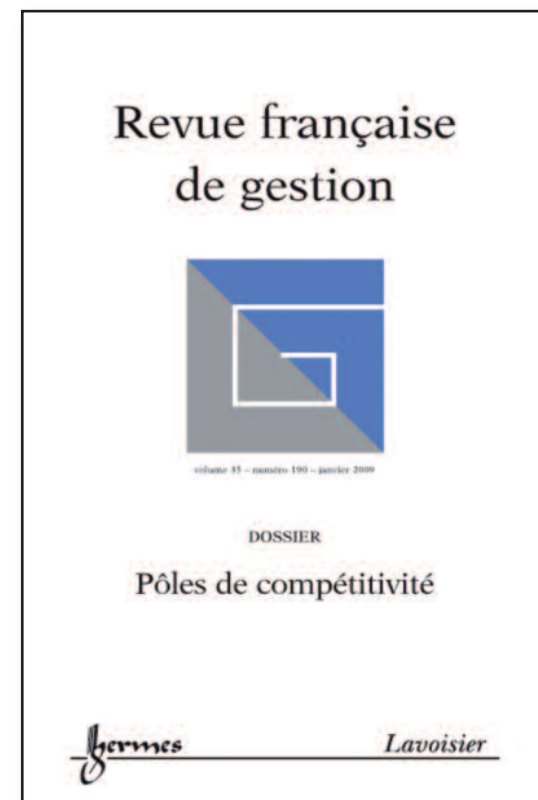 Revue française
de gestion
volume 35 – numéro 190 – janvier 2009
DOSSIER
Pôles de compétitivité
hermes
Lavoisier